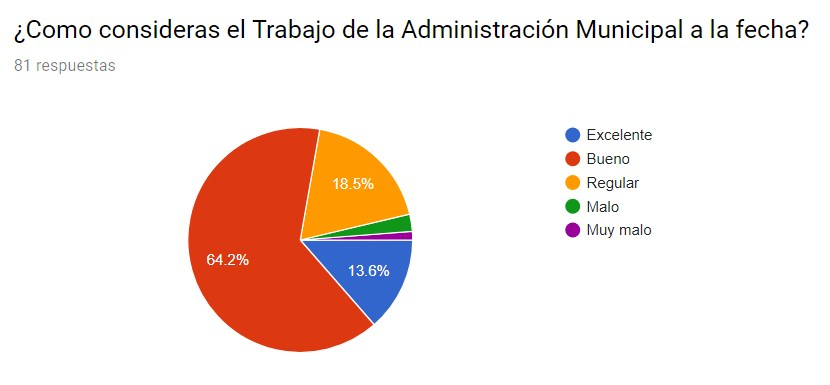 ¿Como consideras el Trabajo de la Administración Municipal a la fecha?
81 respuestas
Excelente
Bueno
Regular
Malo
Muy malo
18.5%
64.2%
13.6%